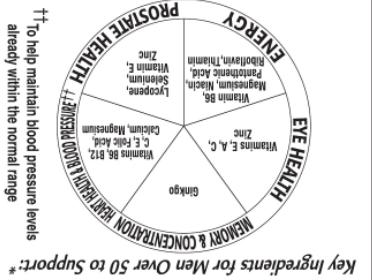 Key Ingredients for Men Over 50 to Support:*
MEMORY & CONCENTRATION
Ginkgo
EYE HEALTH
Vitamins E, A, C,
Zinc
ENERGY
Vitamin B6,
Magnesium, Niacin,
Pantothenic Acid,
Riboflavin, Thiamin
PROSTATE HEALTH
Lycopene,
Selenium,
Vitamin E,
Zinc
HEART HEALTH & BLOOD PRESSURE††
Vitamins B6, B12,
C, E, Folic Acid,
Calcium, Magnesium
†† To help maintain blood pressure levels
already within the normal range